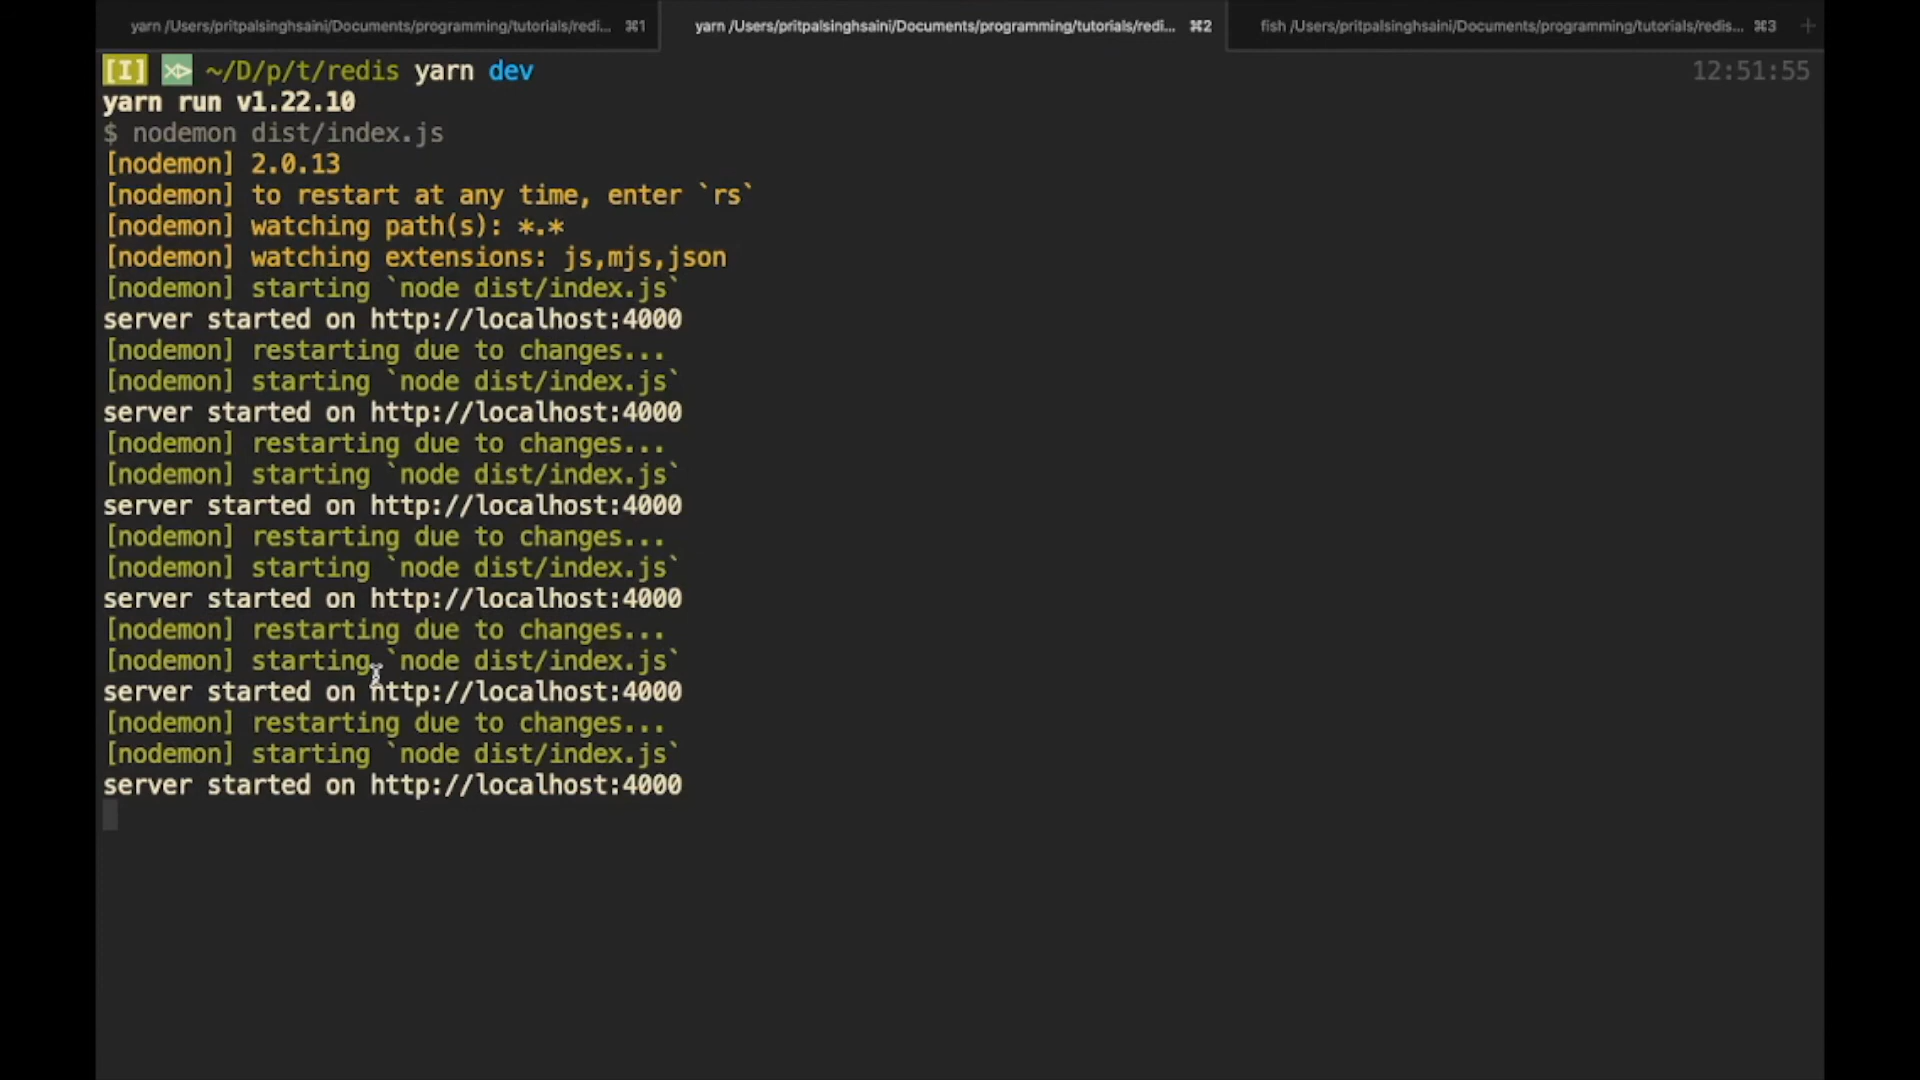 yarn /Users/pritpalsinghsaini/Documents/programming/tutorials/redi... ⌘1
yarn /Users/pritpalsinghsaini/Documents/programming/tutorials/redi... ⌘2
fish /Users/pritpalsinghsaini/Documents/programming/tutorials/redis... ⌘3
[I] ⋊> ~/D/p/t/redis yarn dev 12:51:55
yarn run v1.22.10
$ nodemon dist/index.js
[nodemon] 2.0.13
[nodemon] to restart at any time, enter `rs`
[nodemon] watching path(s): *.*
[nodemon] watching extensions: js,mjs,json
[nodemon] starting `node dist/index.js`
server started on http://localhost:4000
[nodemon] restarting due to changes...
[nodemon] starting `node dist/index.js`
server started on http://localhost:4000
[nodemon] restarting due to changes...
[nodemon] starting `node dist/index.js`
server started on http://localhost:4000
[nodemon] restarting due to changes...
[nodemon] starting `node dist/index.js`
server started on http://localhost:4000
[nodemon] restarting due to changes...
[nodemon] starting `node dist/index.js`
server started on http://localhost:4000
[nodemon] restarting due to changes...
[nodemon] starting `node dist/index.js`
server started on http://localhost:4000